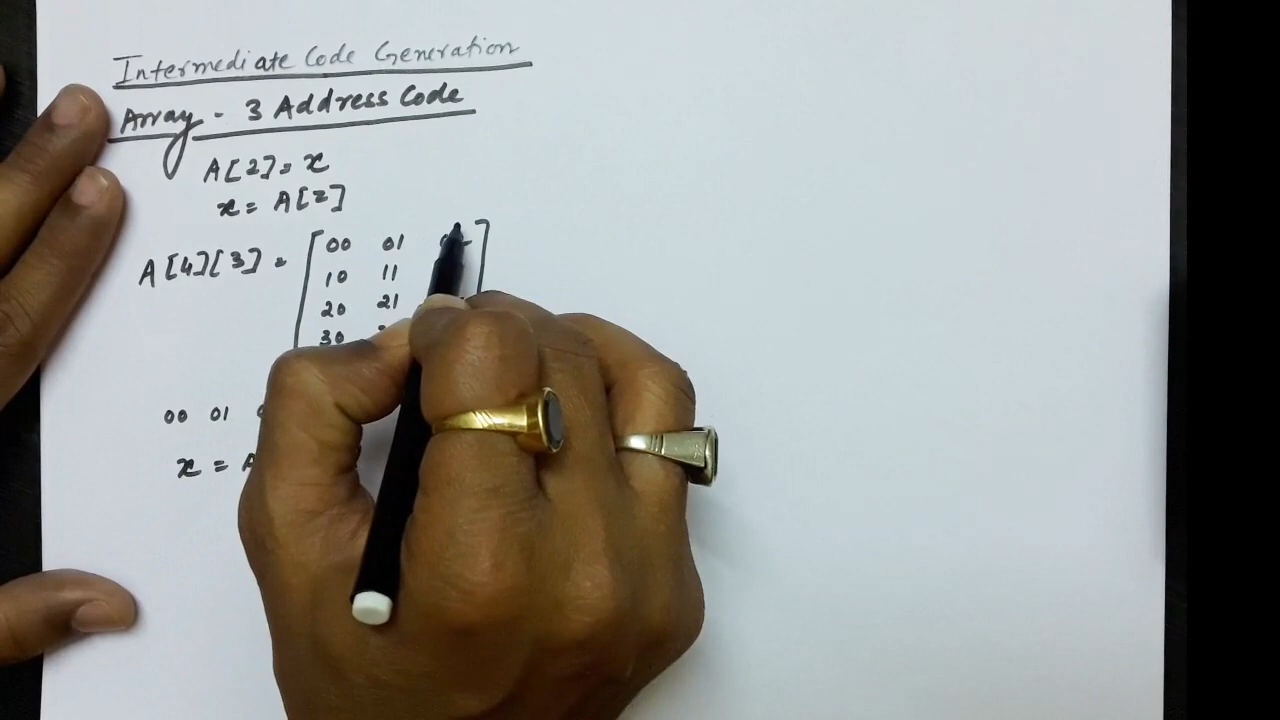 Intermediate Code Generation
Array - 3 Address Code
A[2] = x
x = A[2]
A[4][3] = 00 01
10 11
20 21
30
00 01
x = A